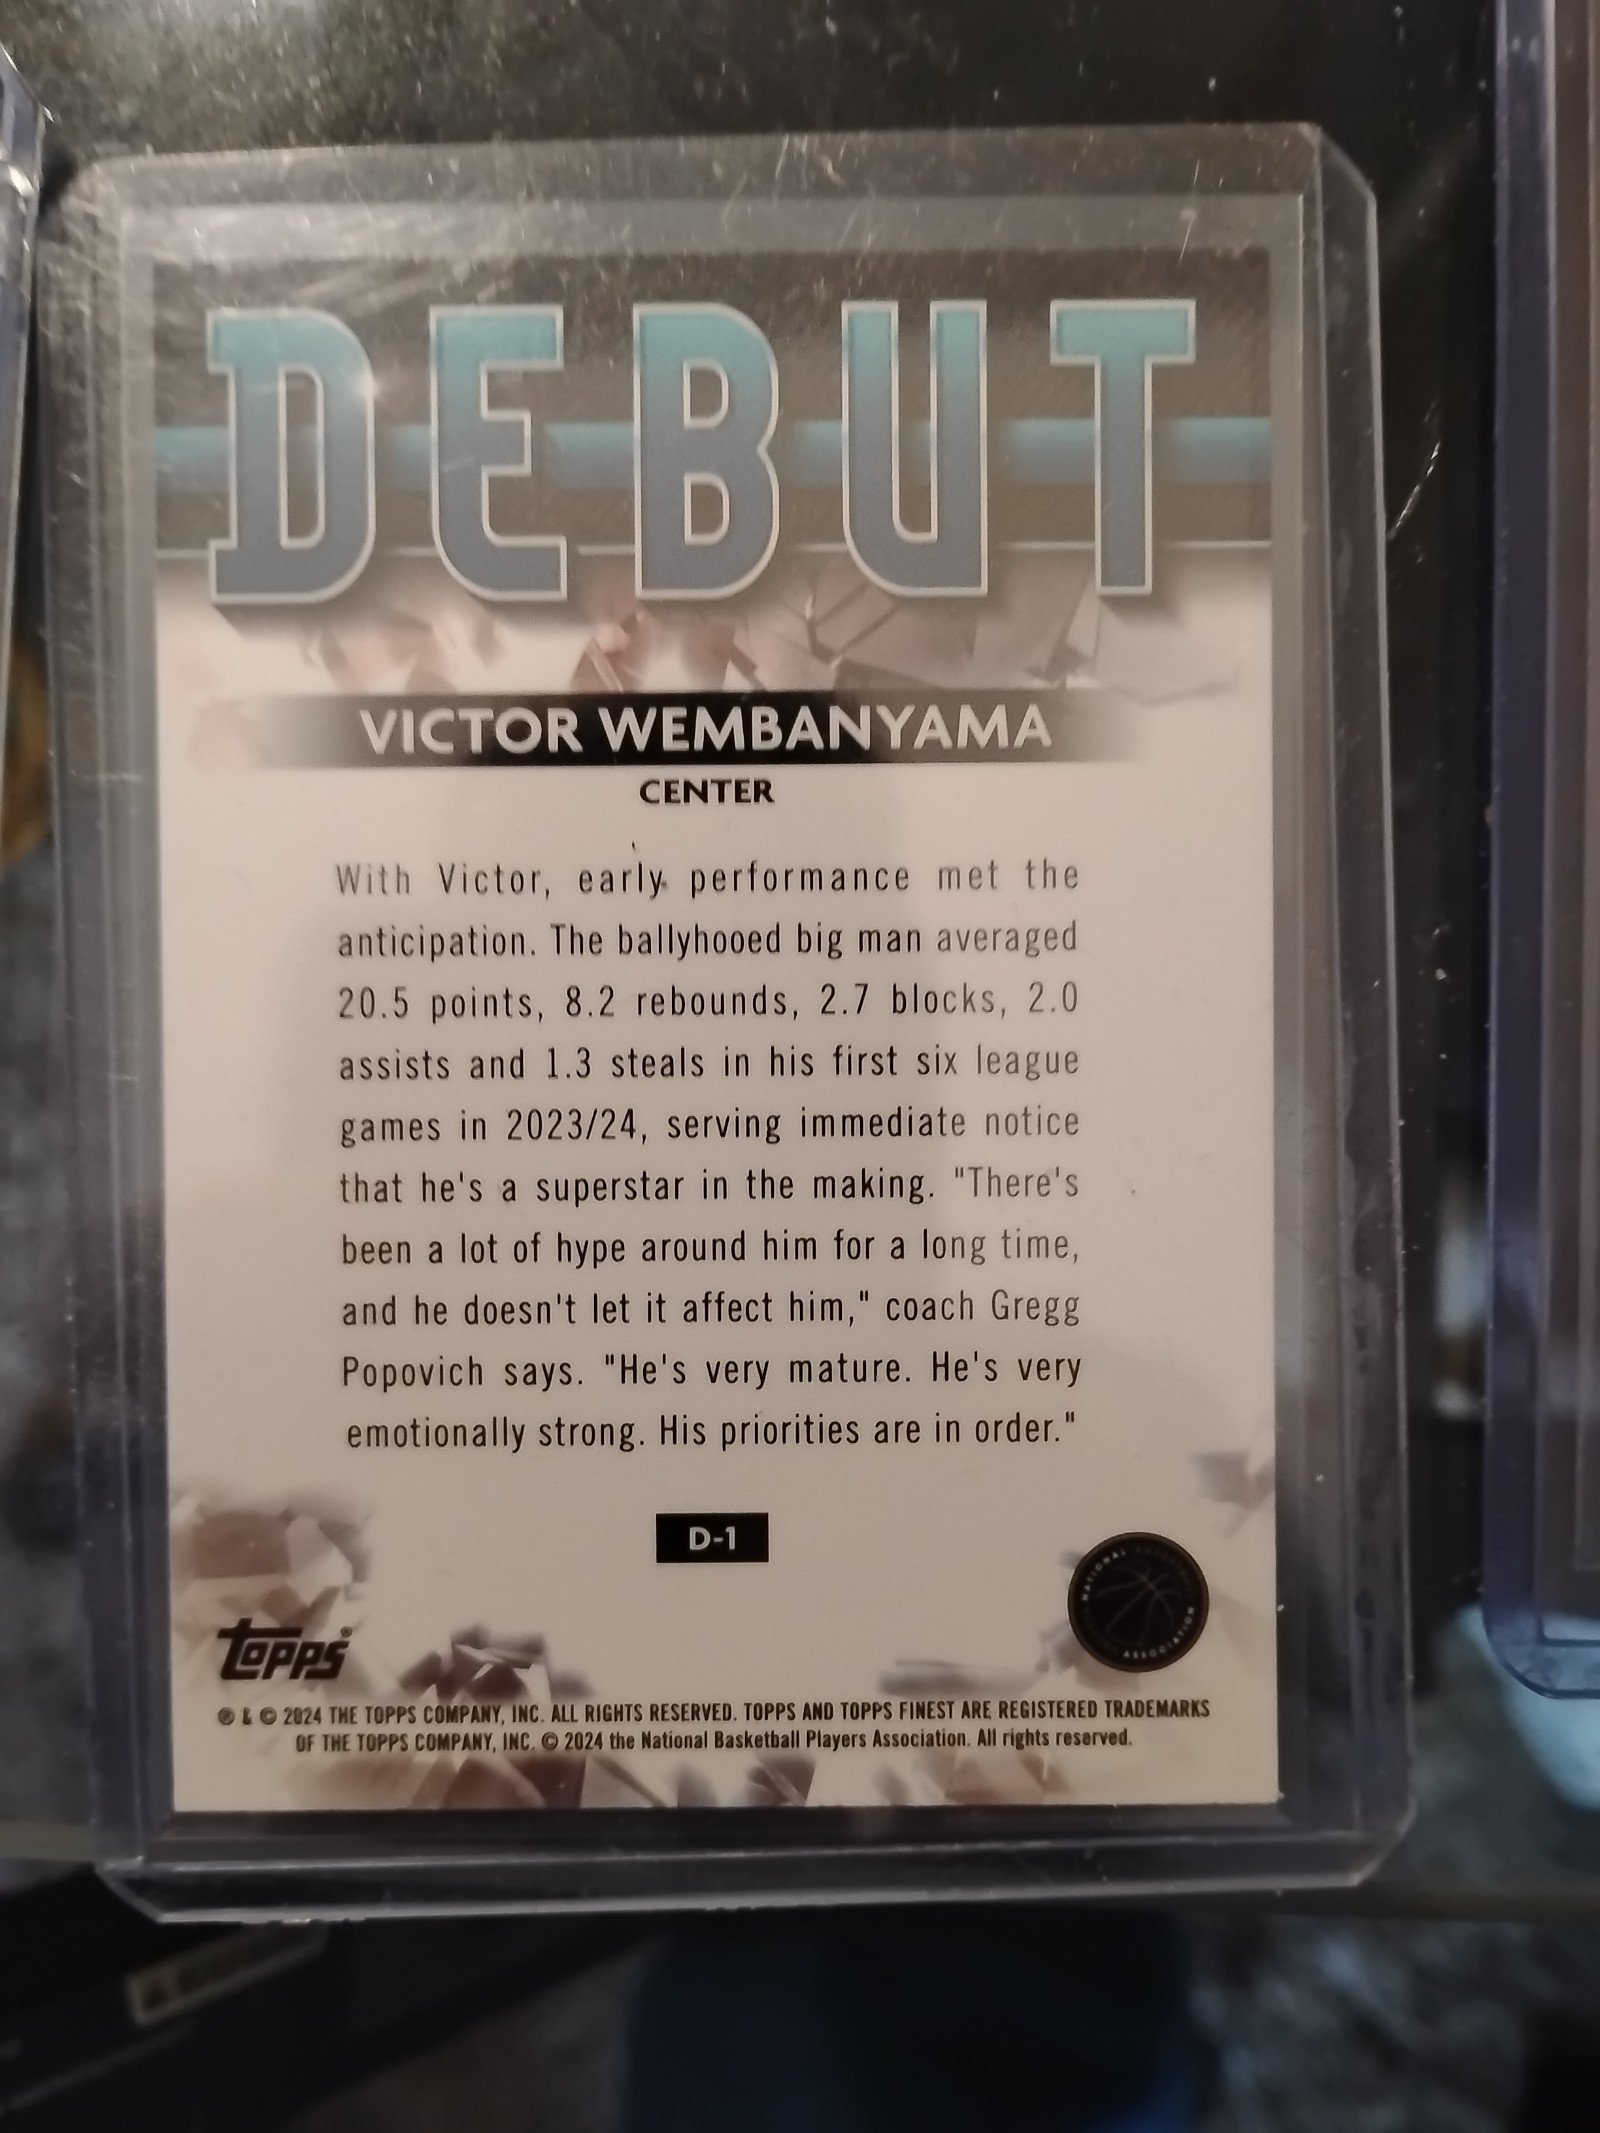 DEBUT
VICTOR WEMBANYAMA
CENTER
With Victor, early performance met the
anticipation. The ballyhooed big man averaged
20.5 points, 8.2 rebounds, 2.7 blocks, 2.0
assists and 1.3 steals in his first six league
games in 2023/24, serving immediate notice
that he's a superstar in the making. "There's
been a lot of hype around him for a long time,
and he doesn't let it affect him," coach Gregg
Popovich says. "He's very mature. He's very
emotionally strong. His priorities are in order."
D-1
topps®
NATIONAL BASKETBALL
ASSOCIATION
® & © 2024 THE TOPPS COMPANY, INC. ALL RIGHTS RESERVED. TOPPS AND TOPPS FINEST ARE REGISTERED TRADEMARKS
OF THE TOPPS COMPANY, INC. © 2024 the National Basketball Players Association. All rights reserved.